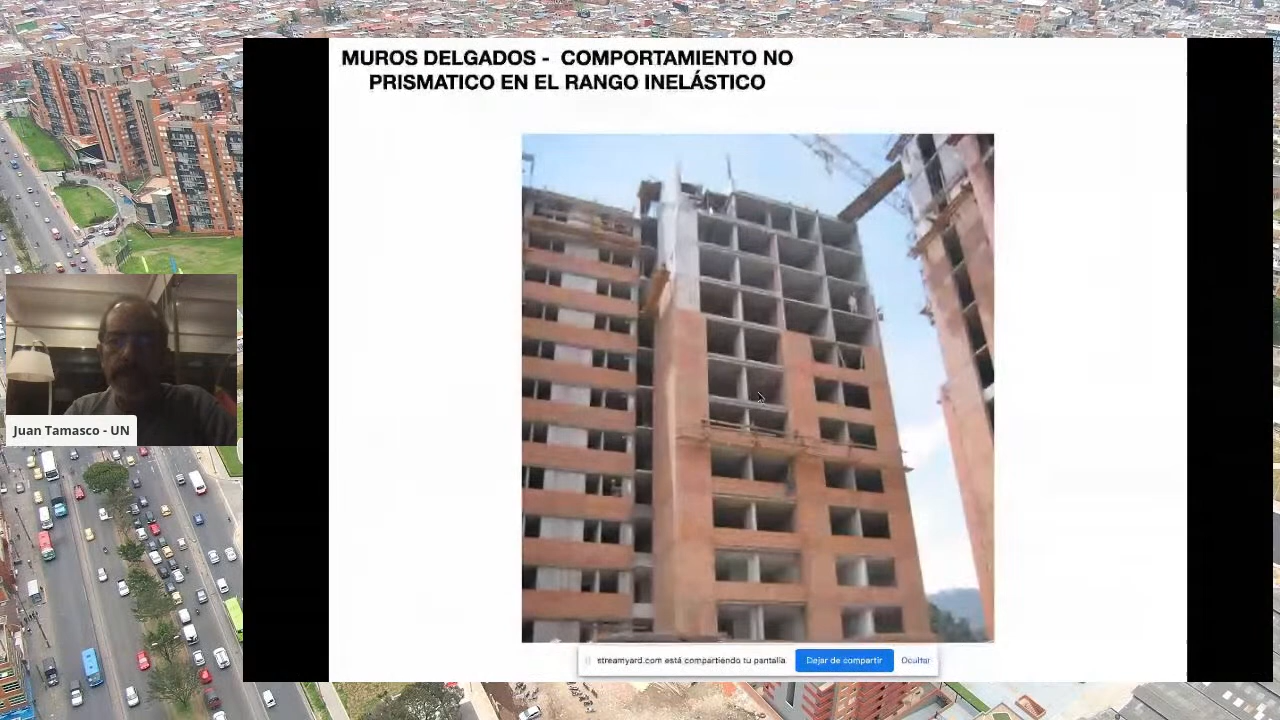 MUROS DELGADOS - COMPORTAMIENTO NO
PRISMATICO EN EL RANGO INELÁSTICO
Juan Tamasco - UN
streamyard.com está compartiendo tu pantalla.
Dejar de compartir
Ocultar